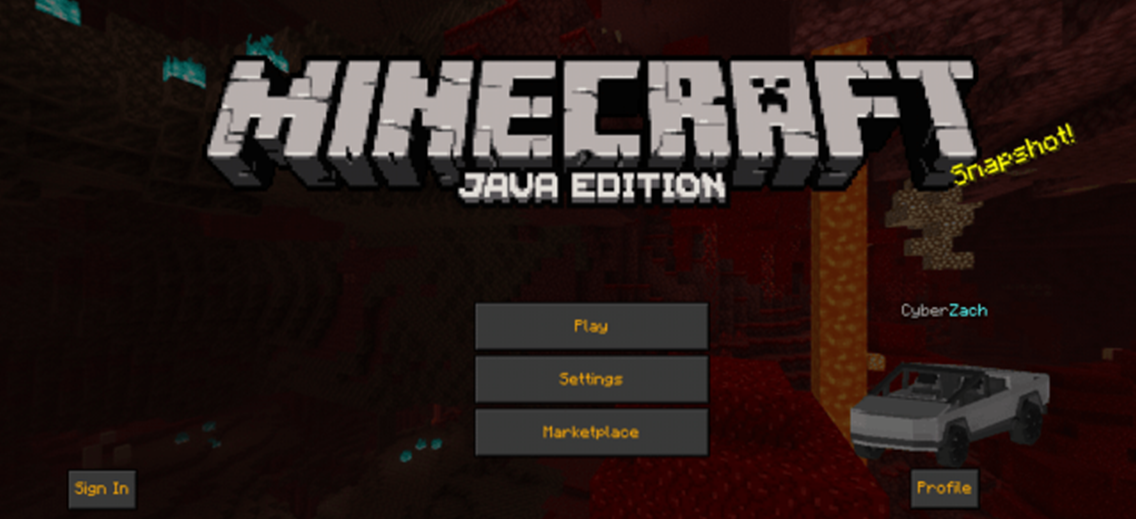 MINECRAFT
JAVA EDITION
Snapshot!
CyberZach
Play
Settings
Marketplace
Sign In
Profile